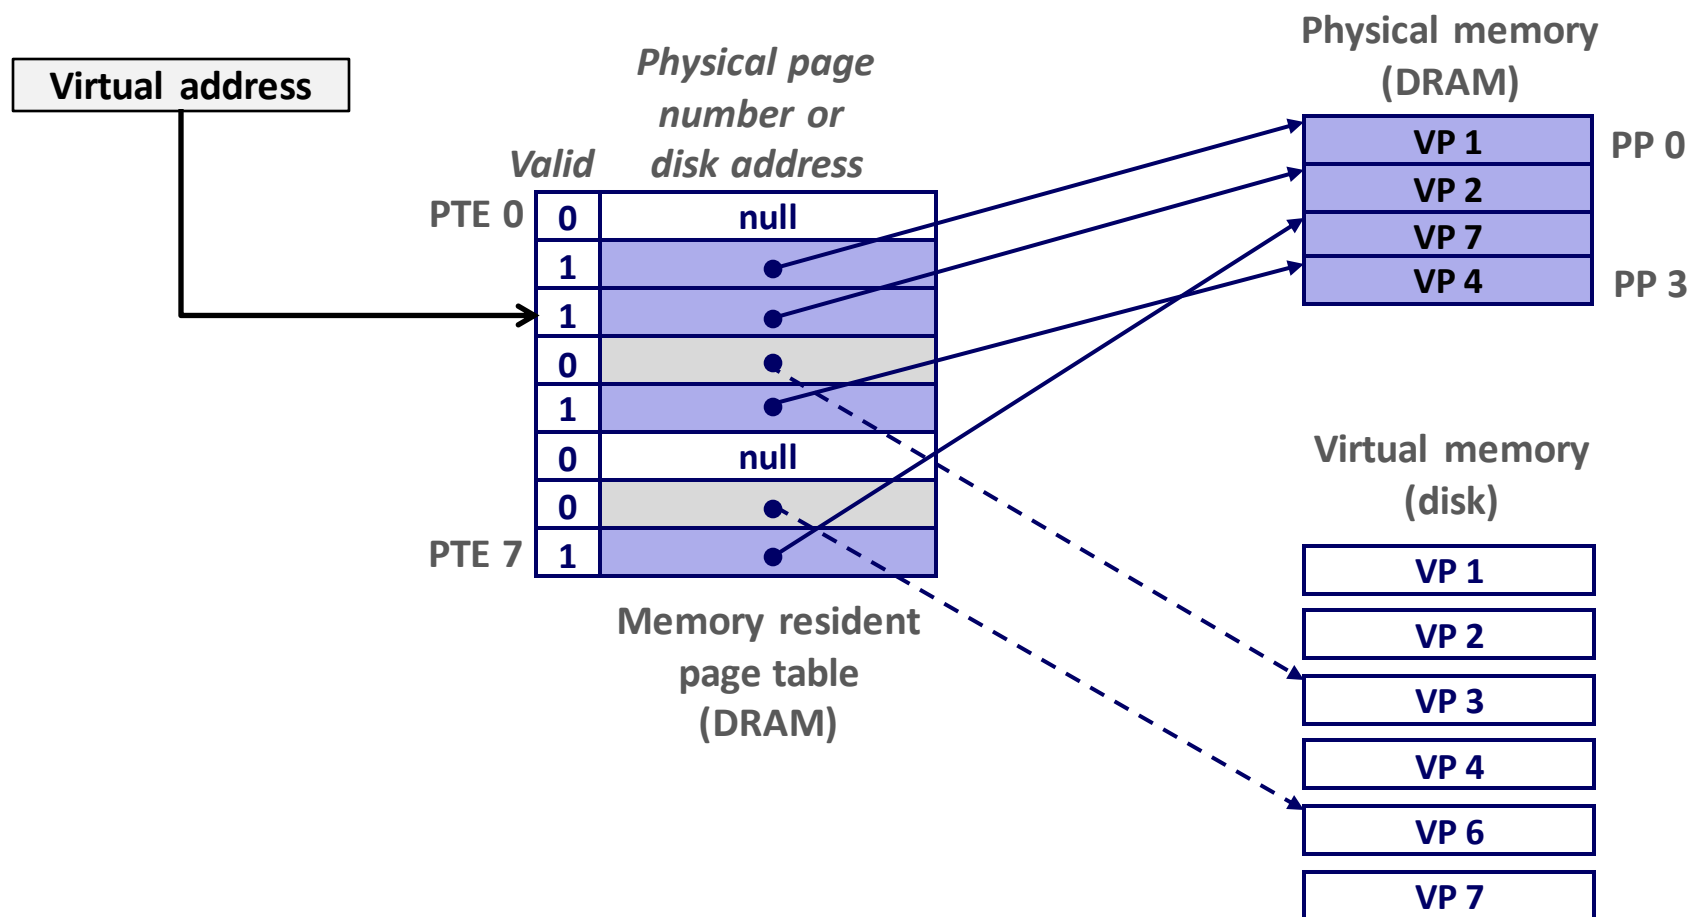 Virtual address
Physical page
number or
disk address
Valid
PTE 0
0
null
1
1
0
1
0
null
0
PTE 7
1
Memory resident
page table
(DRAM)
Physical memory
(DRAM)
VP 1
PP 0
VP 2
VP 7
VP 4
PP 3
Virtual memory
(disk)
VP 1
VP 2
VP 3
VP 4
VP 6
VP 7